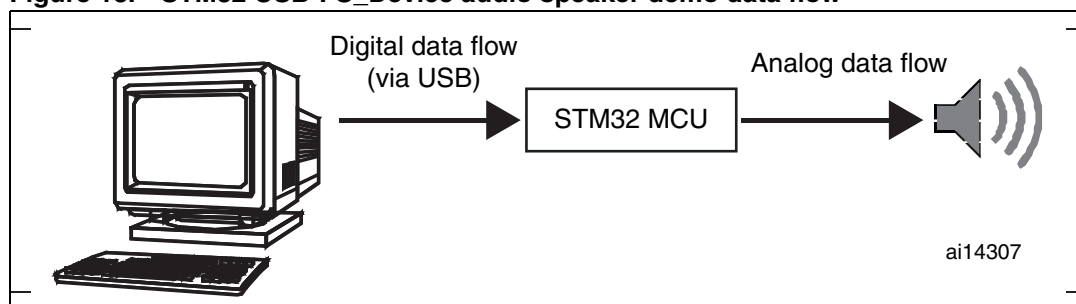 Digital data flow
(via USB)
Analog data flow
STM32 MCU
ai14307